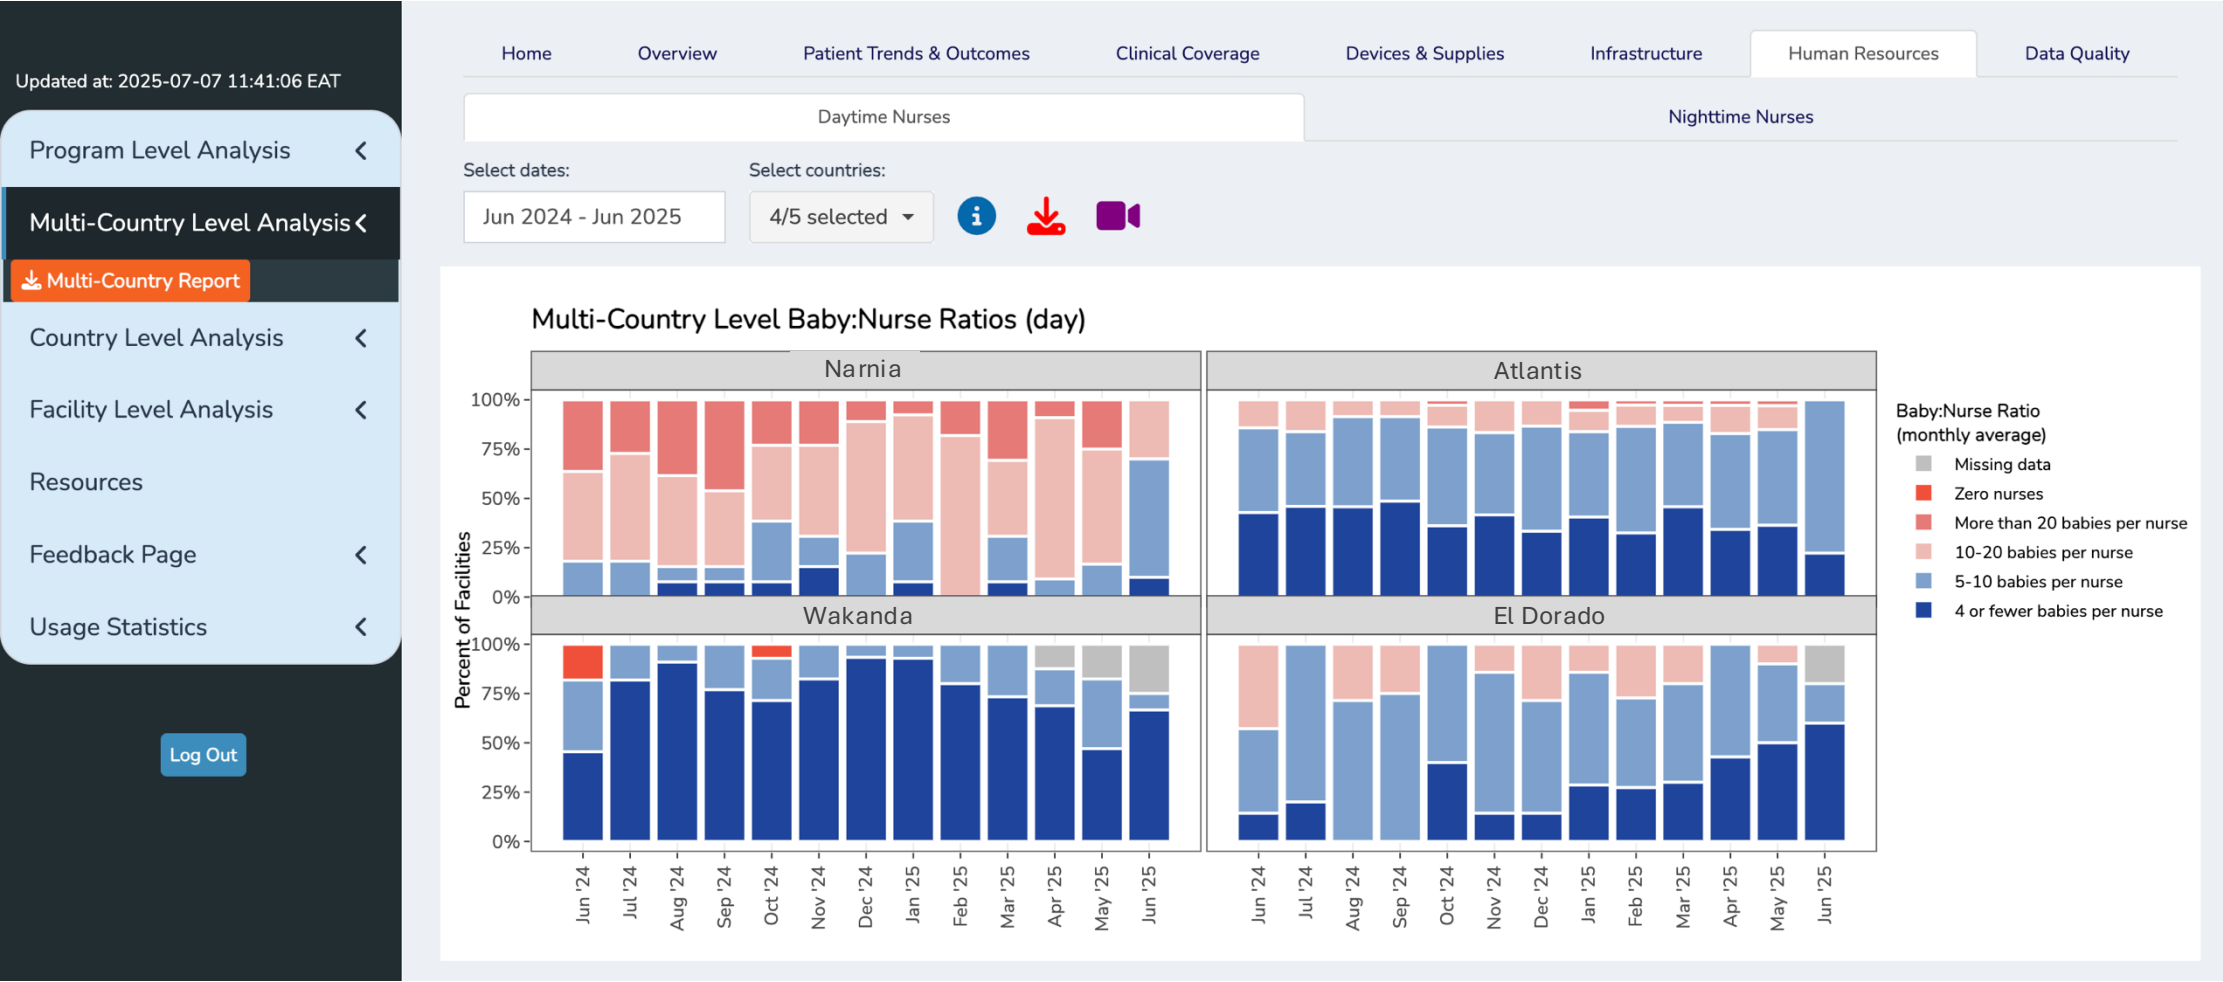 Updated at: 2025-07-07 11:41:06 EAT
Program Level Analysis
Multi-Country Level Analysis
Multi-Country Report
Country Level Analysis
Facility Level Analysis
Resources
Feedback Page
Usage Statistics
Log Out
Home Overview Patient Trends & Outcomes Clinical Coverage Devices & Supplies Infrastructure Human Resources Data Quality
Daytime Nurses Nighttime Nurses
Select dates: Select countries:
Jun 2024 - Jun 2025 4/5 selected
Multi-Country Level Baby:Nurse Ratios (day)
Percent of Facilities
Narnia Atlantis
100%
75%
50%
25%
0%
Wakanda El Dorado
100%
75%
50%
25%
0%
Jun '24 Jul '24 Aug '24 Sep '24 Oct '24 Nov '24 Dec '24 Jan '25 Feb '25 Mar '25 Apr '25 May '25 Jun '25
Jun '24 Jul '24 Aug '24 Sep '24 Oct '24 Nov '24 Dec '24 Jan '25 Feb '25 Mar '25 Apr '25 May '25 Jun '25
Baby:Nurse Ratio
(monthly average)
Missing data
Zero nurses
More than 20 babies per nurse
10-20 babies per nurse
5-10 babies per nurse
4 or fewer babies per nurse